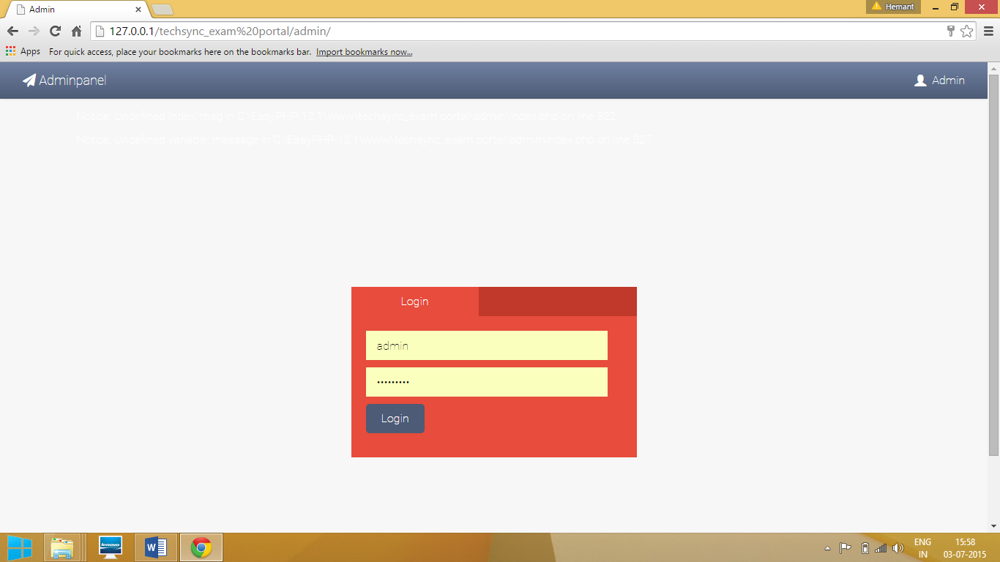 Admin
Hemant
127.0.0.1/techsync_exam%20portal/admin/
Apps For quick access, place your bookmarks here on the bookmarks bar. Import bookmarks now...
Adminpanel
Admin
Notice: Undefined index: msg in C:\EasyPHP-12.1\www\techsync_exam portal\admin\index.php on line 322
Notice: Undefined variable: message in C:\EasyPHP-12.1\www\techsync_exam portal\admin\index.php on line 327
Login
admin
•••••••••
Login
lenovo
ENG
IN
15:58
03-07-2015